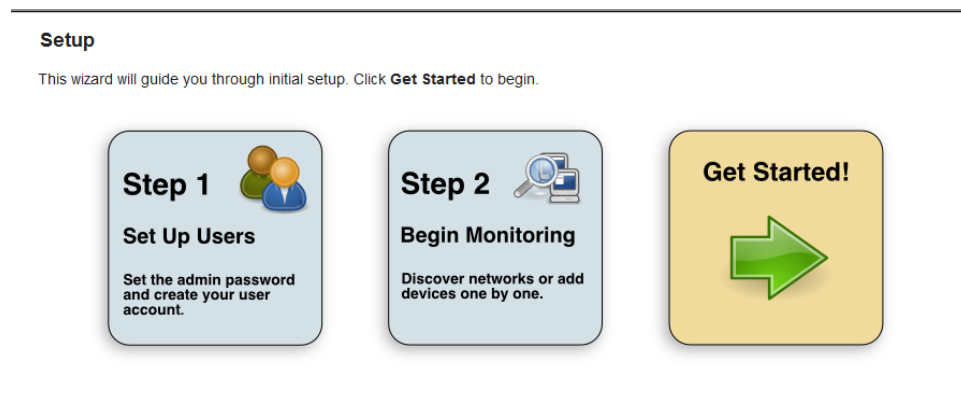 Setup
This wizard will guide you through initial setup. Click Get Started to begin.
Step 1
Set Up Users
Set the admin password
and create your user
account.
Step 2
Begin Monitoring
Discover networks or add
devices one by one.
Get Started!